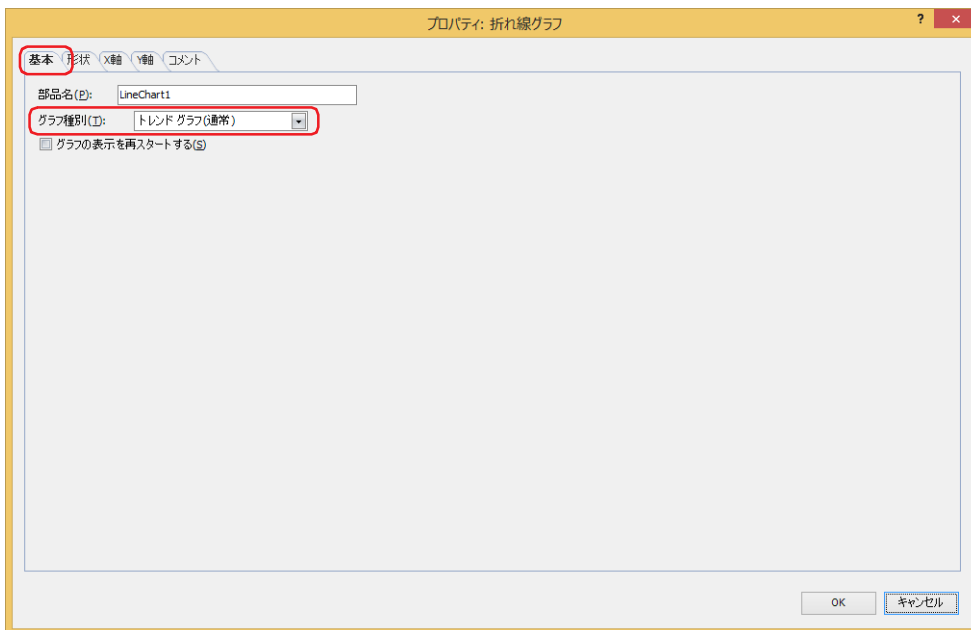 プロパティ: 折れ線グラフ
? ×
基本 形状 X軸 Y軸 コメント
部品名(P): LineChart1
グラフ種別(T): トレンド グラフ(通常)
グラフの表示を再スタートする(S)
OK キャンセル